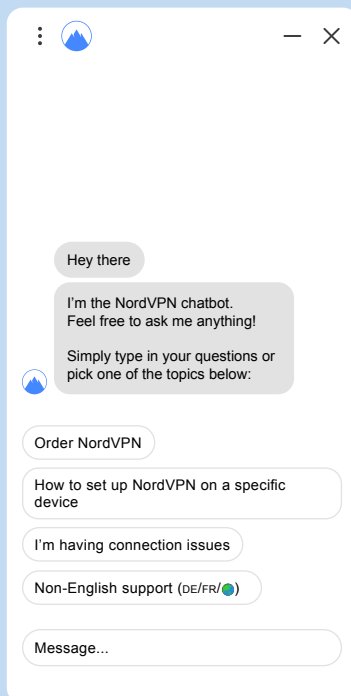 Hey there
I'm the NordVPN chatbot.
Feel free to ask me anything!
Simply type in your questions or
pick one of the topics below:
Order NordVPN
How to set up NordVPN on a specific
device
I'm having connection issues
Non-English support (DE/FR/🌍)
Message...